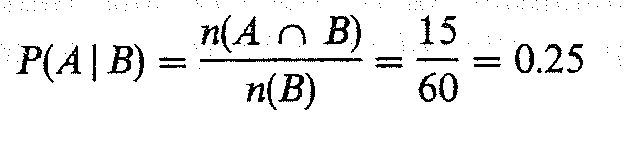 P(A | B) = n(A ∩ B) / n(B) = 15 / 60 = 0.25